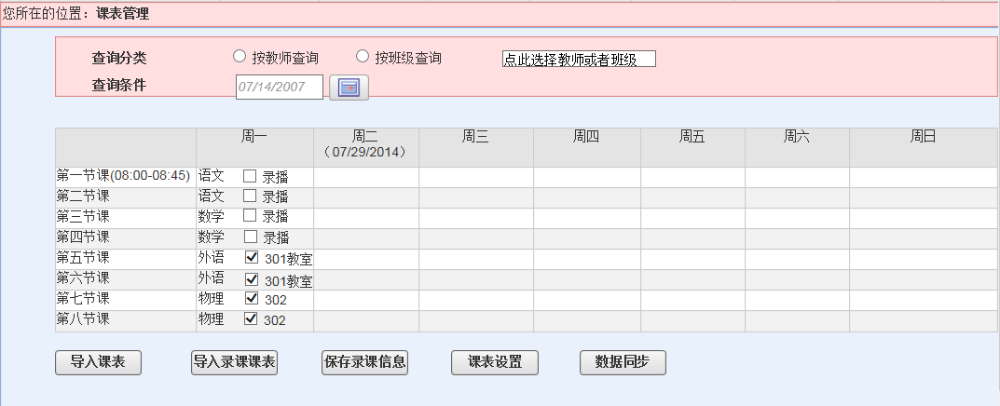 您所在的位置：课表管理
查询分类 按教师查询 按班级查询 点此选择教师或者班级
查询条件 07/14/2007
周一 周二 周三 周四 周五 周六 周日
（07/29/2014）
第一节课(08:00-08:45) 语文 录播
第二节课 语文 录播
第三节课 数学 录播
第四节课 数学 录播
第五节课 外语 301教室
第六节课 外语 301教室
第七节课 物理 302
第八节课 物理 302
导入课表 导入录课课表 保存录课信息 课表设置 数据同步